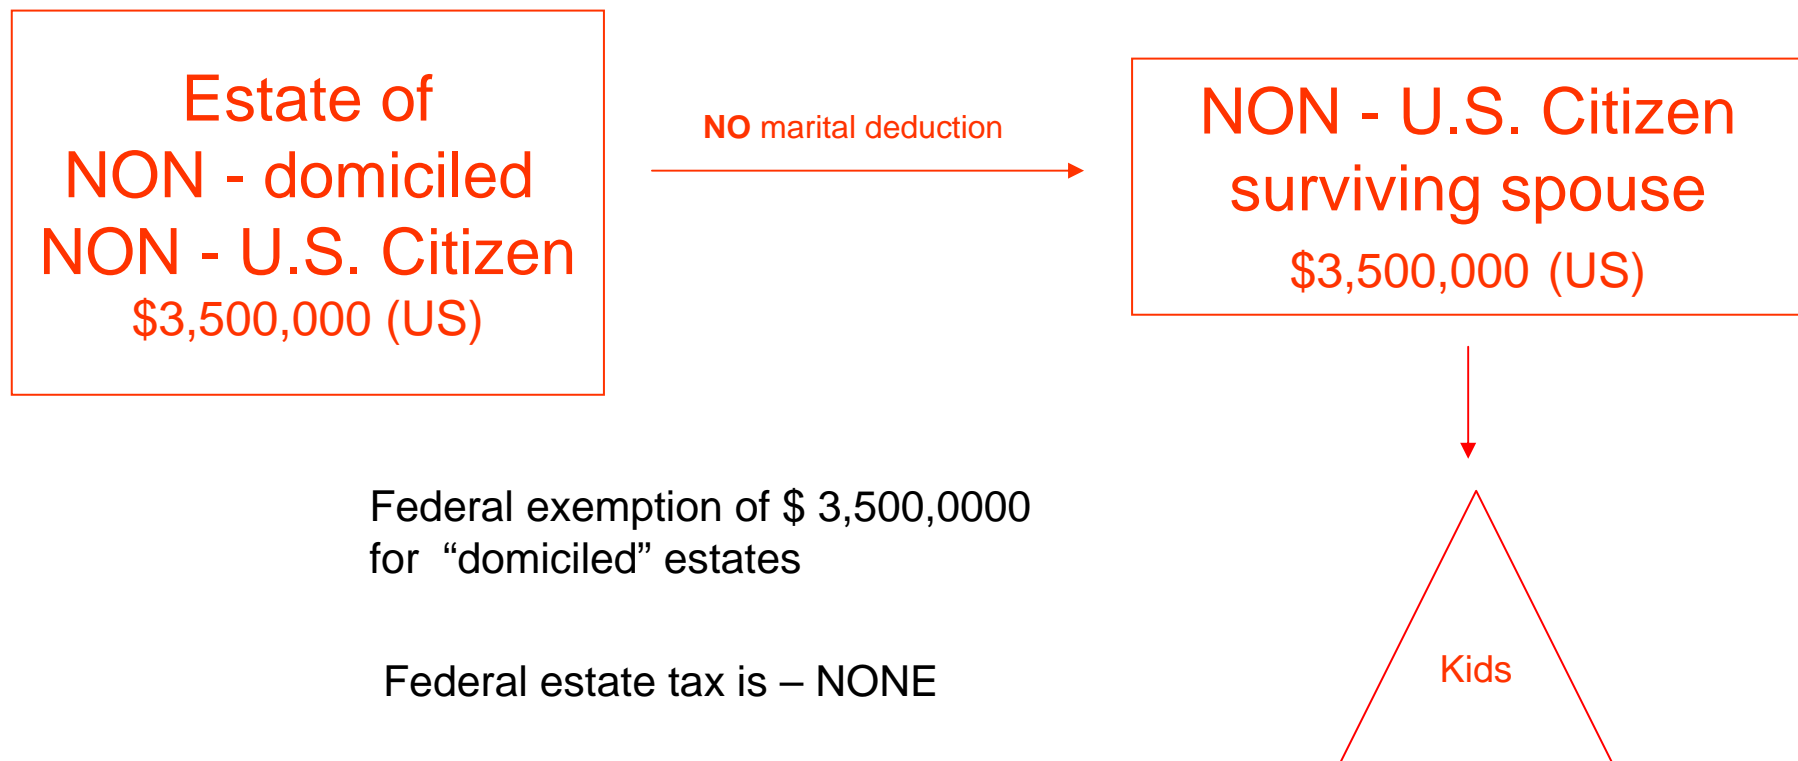 Estate of
NON - domiciled
NON - U.S. Citizen
$3,500,000 (US)
NO marital deduction
NON - U.S. Citizen
surviving spouse
$3,500,000 (US)
Federal exemption of $ 3,500,0000
for “domiciled” estates
Federal estate tax is – NONE
Kids